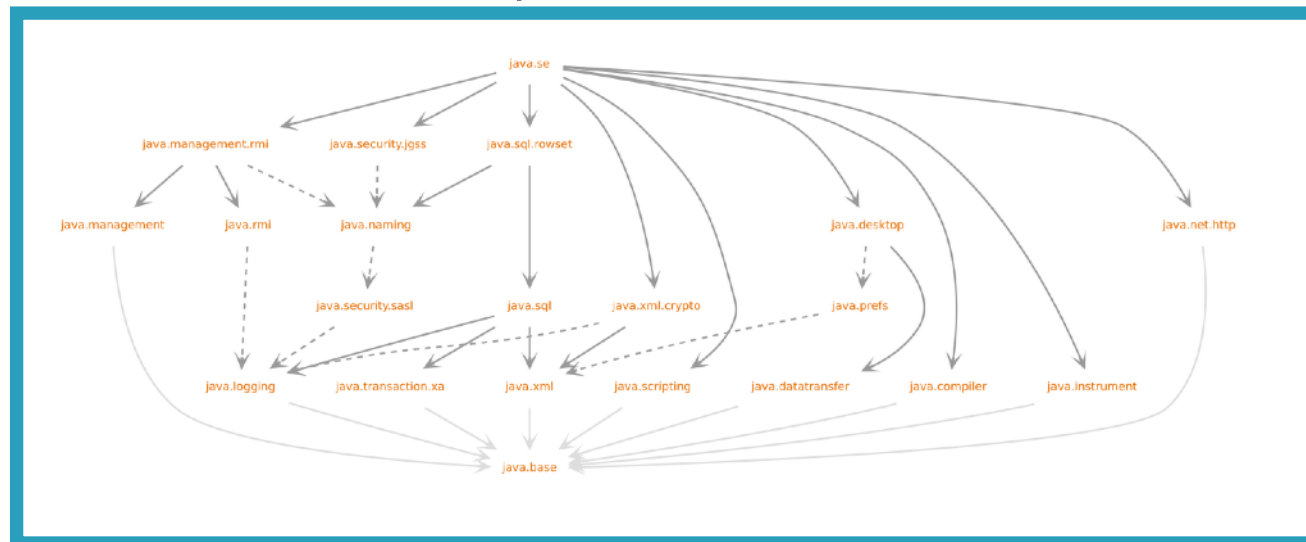 java.se
java.management.rmi java.security.jgss java.sql.rowset
java.management java.rmi java.naming java.desktop java.net.http
java.security.sasl java.sql java.xml.crypto java.prefs
java.logging java.transaction.xa java.xml java.scripting java.datatransfer java.compiler java.instrument
java.base